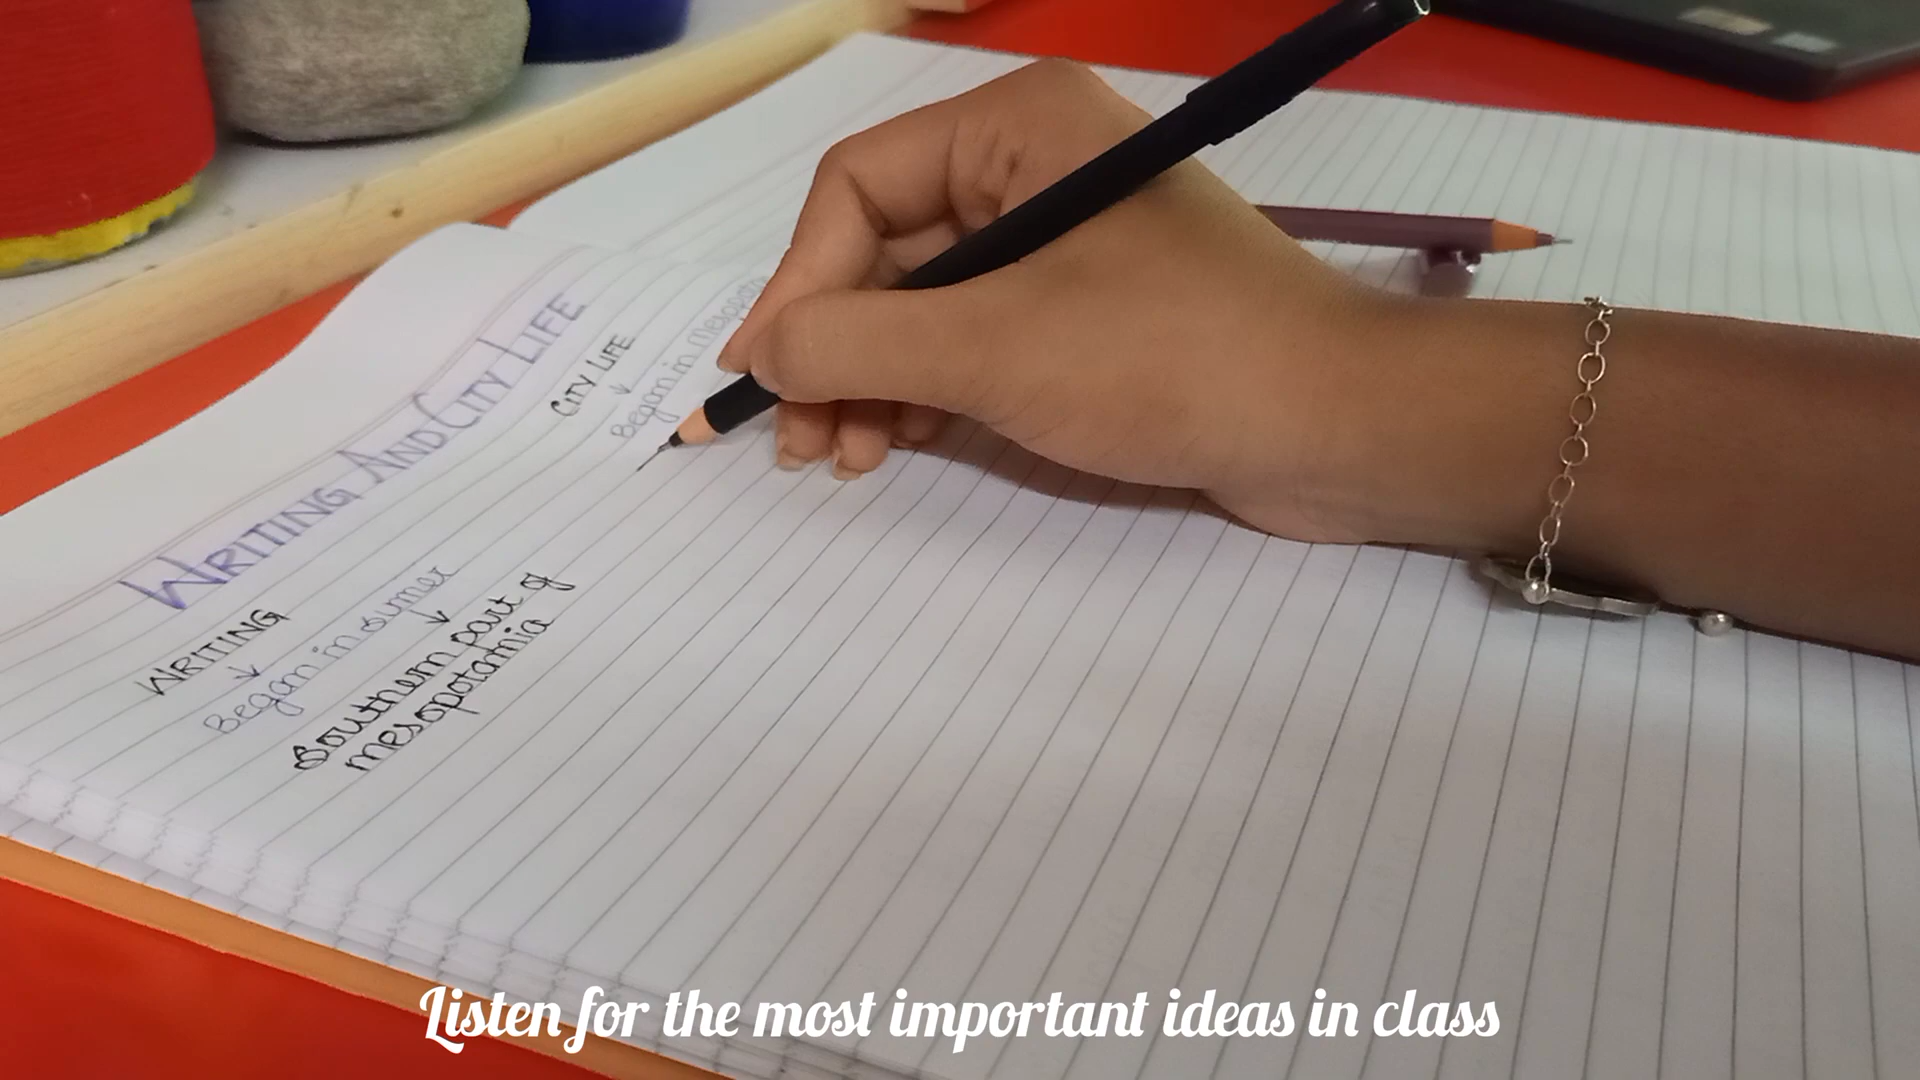 WRITING AND CITY LIFE
WRITING
↓
Began in sumer
↓
Southern part of
mesopotamia
CITY LIFE
↓
Began in
Listen for the most important ideas in class